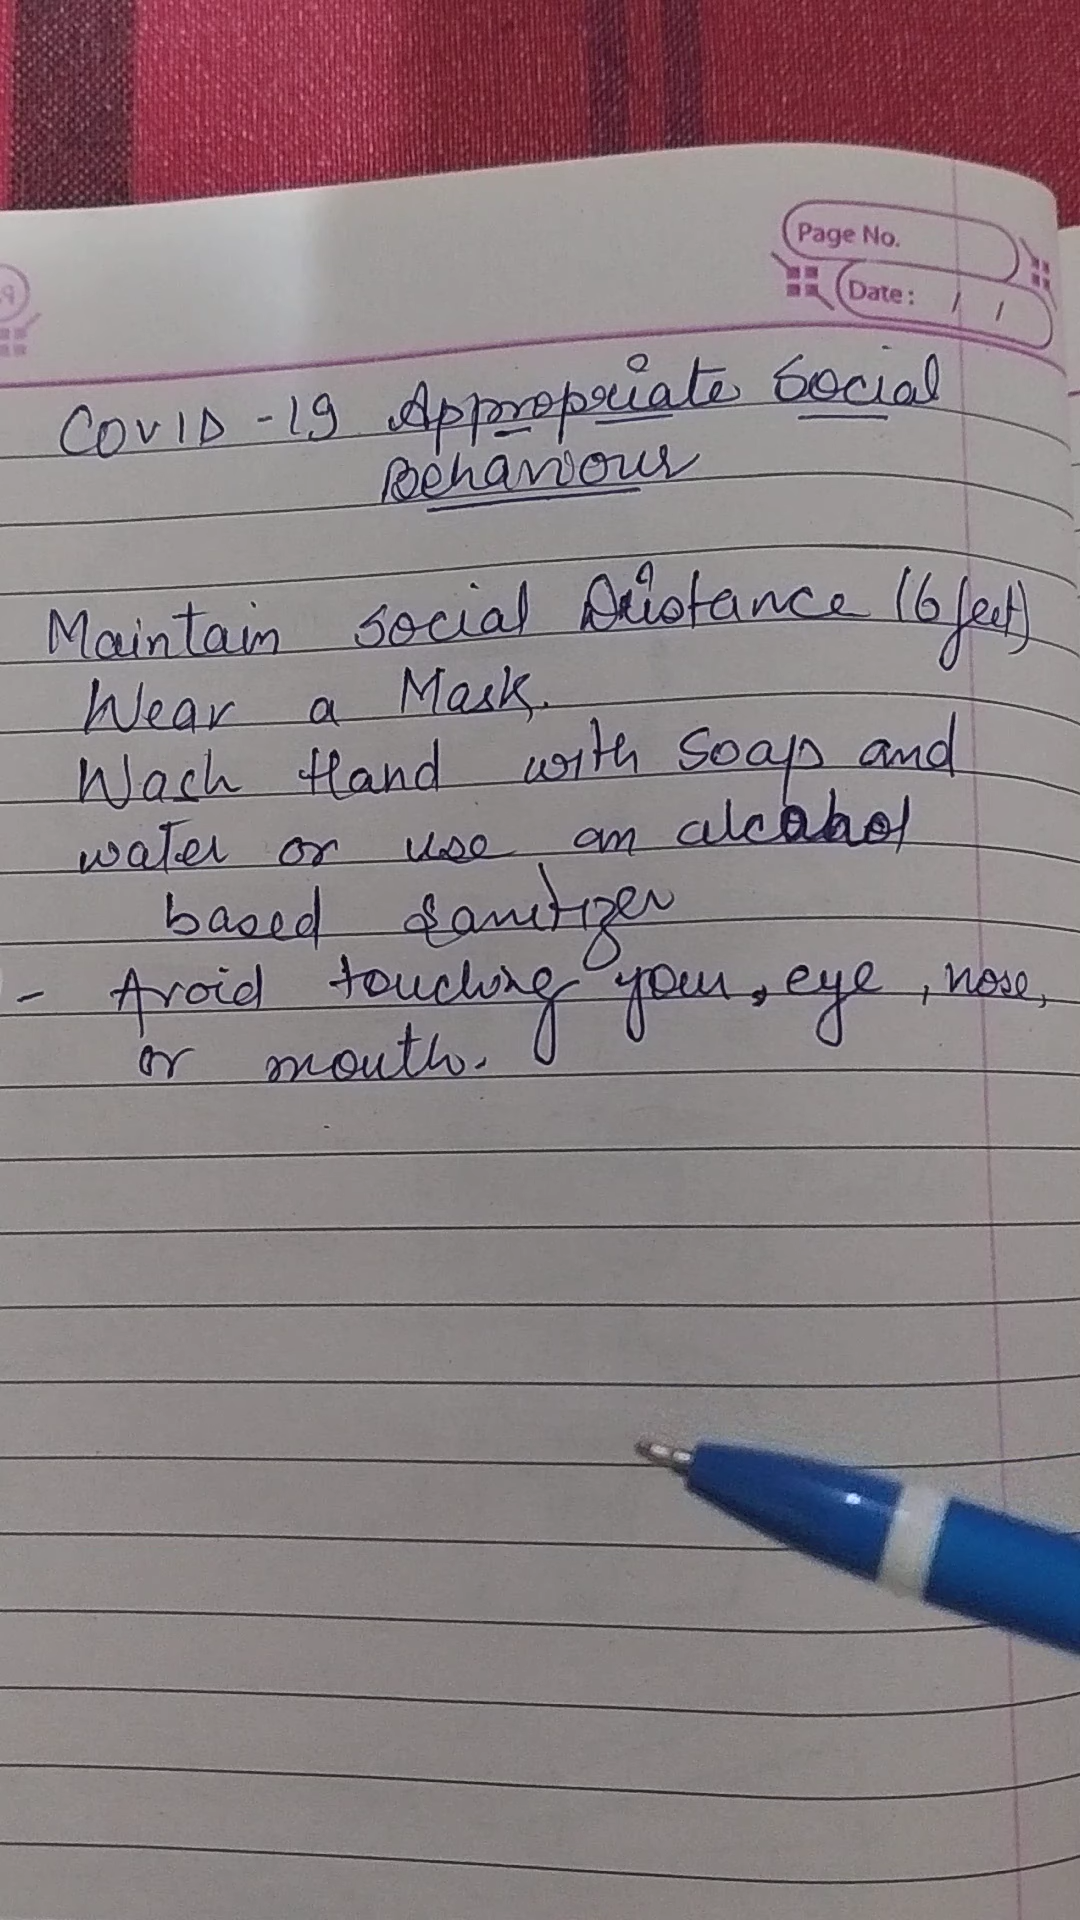 Page No.
Date: / /
COVID-19 Appropriate Social
Behaviour
Maintain Social Distance (6 feet)
Wear a Mask.
Wash Hand with Soap and
water or use an alcohol
based Sanitizer
- Avoid touching your, eye, nose,
or mouth.